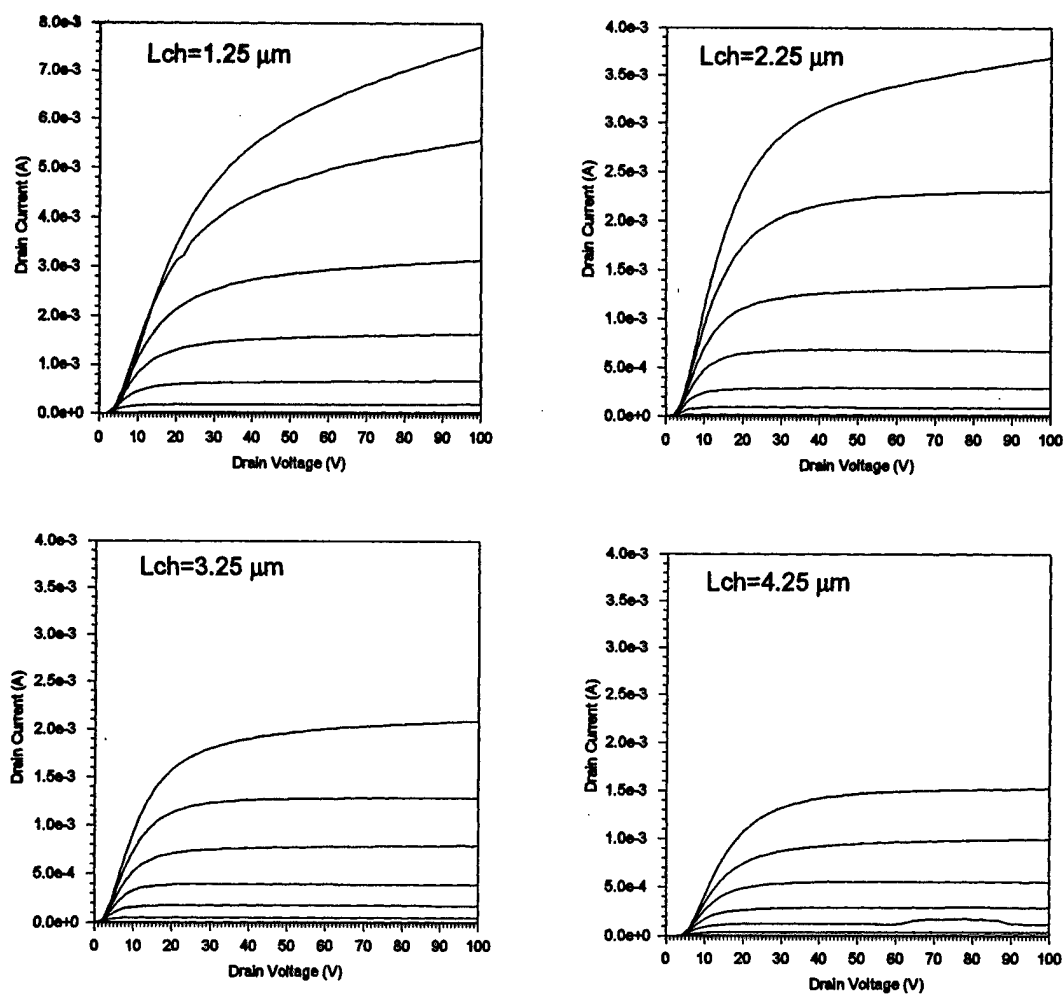 Lch=1.25 μm
8.0e-3
7.0e-3
6.0e-3
5.0e-3
4.0e-3
3.0e-3
2.0e-3
1.0e-3
0.0e+0
Drain Current (A)
0 10 20 30 40 50 60 70 80 90 100
Drain Voltage (V)
Lch=2.25 μm
4.0e-3
3.5e-3
3.0e-3
2.5e-3
2.0e-3
1.5e-3
1.0e-3
5.0e-4
0.0e+0
Drain Current (A)
0 10 20 30 40 50 60 70 80 90 100
Drain Voltage (V)
Lch=3.25 μm
4.0e-3
3.5e-3
3.0e-3
2.5e-3
2.0e-3
1.5e-3
1.0e-3
5.0e-4
0.0e+0
Drain Current (A)
0 10 20 30 40 50 60 70 80 90 100
Drain Voltage (V)
Lch=4.25 μm
4.0e-3
3.5e-3
3.0e-3
2.5e-3
2.0e-3
1.5e-3
1.0e-3
5.0e-4
0.0e+0
Drain Current (A)
0 10 20 30 40 50 60 70 80 90 100
Drain Voltage (V)